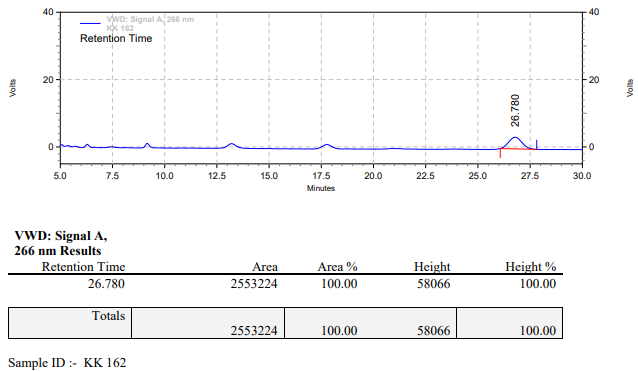 40
40
VWD: Signal A, 266 nm
KK 162
Retention Time
20
20
Volts
Volts
26.780
0
0
5.0 7.5 10.0 12.5 15.0 17.5 20.0 22.5 25.0 27.5 30.0
Minutes
VWD: Signal A,
266 nm Results
Retention Time Area Area % Height Height %
26.780 2553224 100.00 58066 100.00
Totals
2553224 100.00 58066 100.00
Sample ID :- KK 162